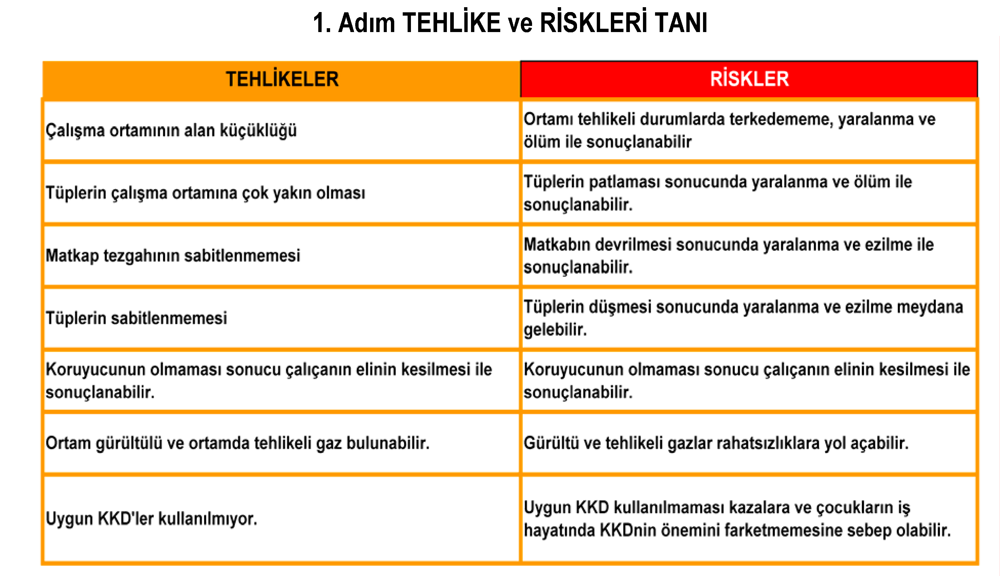 1. Adım TEHLİKE ve RİSKLERİ TANI
TEHLİKELER
RİSKLER
Çalışma ortamının alan küçüklüğü
Ortamı tehlikeli durumlarda terkedememe, yaralanma ve
ölüm ile sonuçlanabilir
Tüplerin çalışma ortamına çok yakın olması
Tüplerin patlaması sonucunda yaralanma ve ölüm ile
sonuçlanabilir.
Matkap tezgahının sabitlenmemesi
Matkabın devrilmesi sonucunda yaralanma ve ezilme ile
sonuçlanabilir.
Tüplerin sabitlenmemesi
Tüplerin düşmesi sonucunda yaralanma ve ezilme meydana
gelebilir.
Koruyucunun olmaması sonucu çalıçanın elinin kesilmesi ile
sonuçlanabilir.
Koruyucunun olmaması sonucu çalıçanın elinin kesilmesi ile
sonuçlanabilir.
Ortam gürültülü ve ortamda tehlikeli gaz bulunabilir.
Gürültü ve tehlikeli gazlar rahatsızlıklara yol açabilir.
Uygun KKD'ler kullanılmıyor.
Uygun KKD kullanılmaması kazalara ve çocukların iş
hayatında KKDnin önemini farketmemesine sebep olabilir.